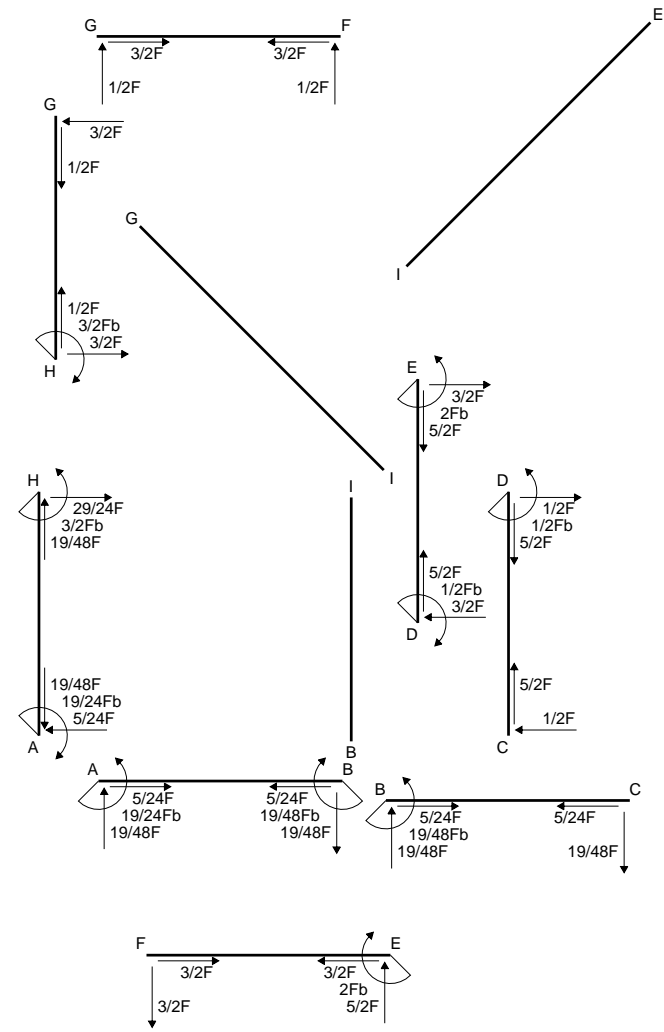 G F
3/2F 3/2F
1/2F 1/2F
E
I
G
3/2F
1/2F
1/2F
3/2Fb
3/2F
H
G
I
E
3/2F
2Fb
5/2F
5/2F
1/2Fb
3/2F
D
H
29/24F
3/2Fb
19/48F
19/48F
19/24Fb
5/24F
A
I
B
D
1/2F
1/2Fb
5/2F
5/2F
1/2F
C
A B
5/24F 5/24F
19/24Fb 19/48Fb
19/48F 19/48F
B C
5/24F 5/24F
19/48Fb
19/48F 19/48F
F E
3/2F 3/2F
2Fb
3/2F 5/2F